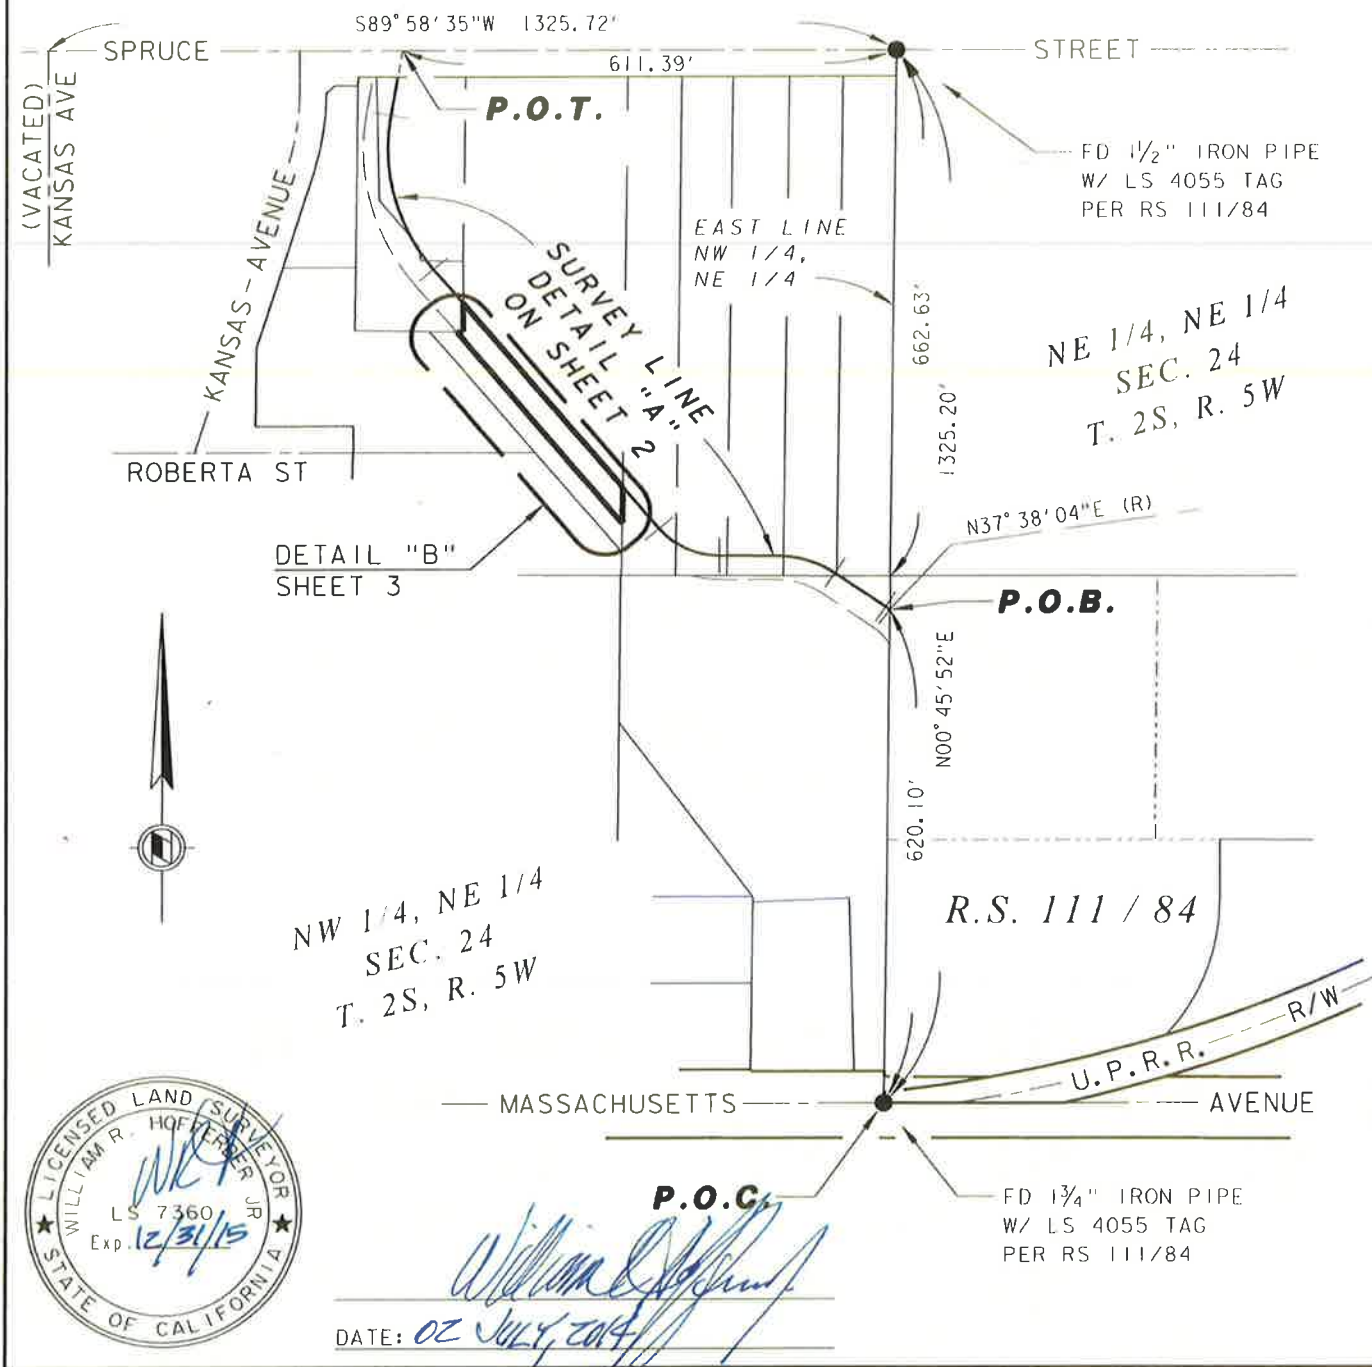 S89°58'35"W 1325.72'
SPRUCE
STREET
611.39'
(VACATED)
KANSAS AVE
P.O.T.
FD 1 1/2" IRON PIPE
W/ LS 4055 TAG
PER RS 111/84
KANSAS - AVENUE
EAST LINE
NW 1/4,
NE 1/4
SURVEY LINE
DETAIL "A"
ON SHEET 2
662.63'
1325.20'
NE 1/4, NE 1/4
SEC. 24
T. 2S, R. 5W
ROBERTA ST
N37°38'04"E (R)
DETAIL "B"
SHEET 3
P.O.B.
N00°45'52"E
620.10'
NW 1/4, NE 1/4
SEC. 24
T. 2S, R. 5W
R.S. 111 / 84
U.P.R.R. R/W
MASSACHUSETTS
AVENUE
P.O.C.
FD 1 3/4" IRON PIPE
W/ LS 4055 TAG
PER RS 111/84
LICENSED LAND SURVEYOR
WILLIAM R. HOFFERBER JR
LS 7360
Exp. 12/31/15
STATE OF CALIFORNIA
DATE: 02 JULY, 2014